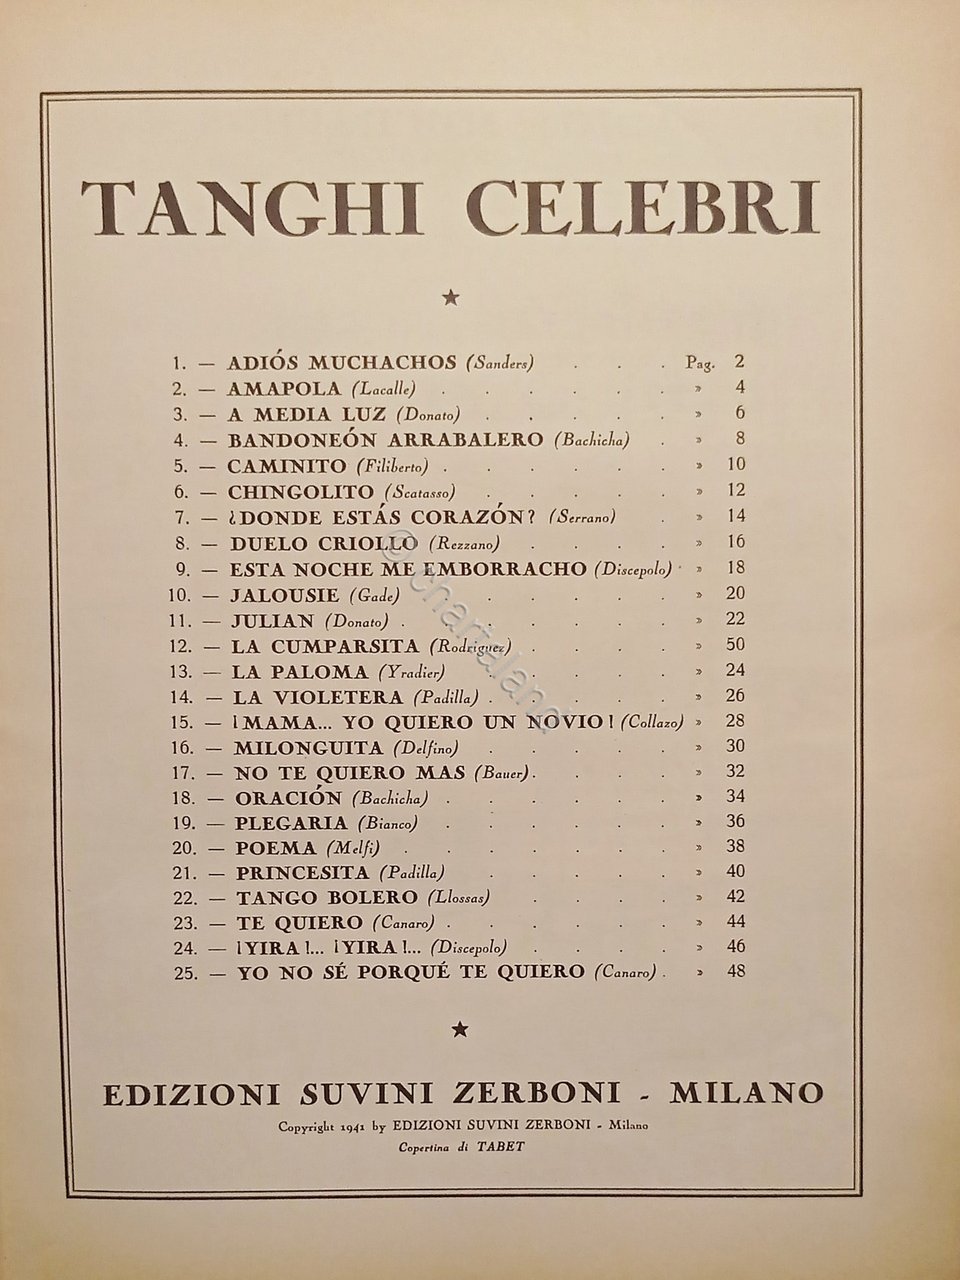 TANGHI CELEBRI
1. — ADIÓS MUCHACHOS (Sanders) . . . Pag. 2
2. — AMAPOLA (Lacalle) . . . . . . » 4
3. — A MEDIA LUZ (Donato) . . . . . » 6
4. — BANDONEÓN ARRABALERO (Bachicha) . » 8
5. — CAMINITO (Filiberto) . . . . . . » 10
6. — CHINGOLITO (Scatasso) . . . . . » 12
7. — ¿DONDE ESTÁS CORAZÓN? (Serrano) . » 14
8. — DUELO CRIOLLO (Rezzano) . . . . » 16
9. — ESTA NOCHE ME EMBORRACHO (Discepolo) . » 18
10. — JALOUSIE (Gade) . . . . . » 20
11. — JULIAN (Donato) . . . . . . . » 22
12. — LA CUMPARSITA (Rodriguez) . . . . » 50
13. — LA PALOMA (Yradier) . . . . . » 24
14. — LA VIOLETERA (Padilla) . . . . . » 26
15. — ¡MAMA... YO QUIERO UN NOVIO! (Collazo) » 28
16. — MILONGUITA (Delfino) . . . . . » 30
17. — NO TE QUIERO MAS (Bauer) . . . . » 32
18. — ORACIÓN (Bachicha) . . . . . . » 34
19. — PLEGARIA (Bianco) . . . . . . » 36
20. — POEMA (Melfi) . . . . . . . » 38
21. — PRINCESITA (Padilla) . . . . . » 40
22. — TANGO BOLERO (Llossas) . . . . » 42
23. — TE QUIERO (Canaro) . . . . . . » 44
24. — ¡YIRA!... ¡YIRA!... (Discepolo) . . . . » 46
25. — YO NO SÉ PORQUÉ TE QUIERO (Canaro) . » 48
EDIZIONI SUVINI ZERBONI - MILANO
Copyright 1941 by EDIZIONI SUVINI ZERBONI - Milano
Copertina di TABET
© chartaland